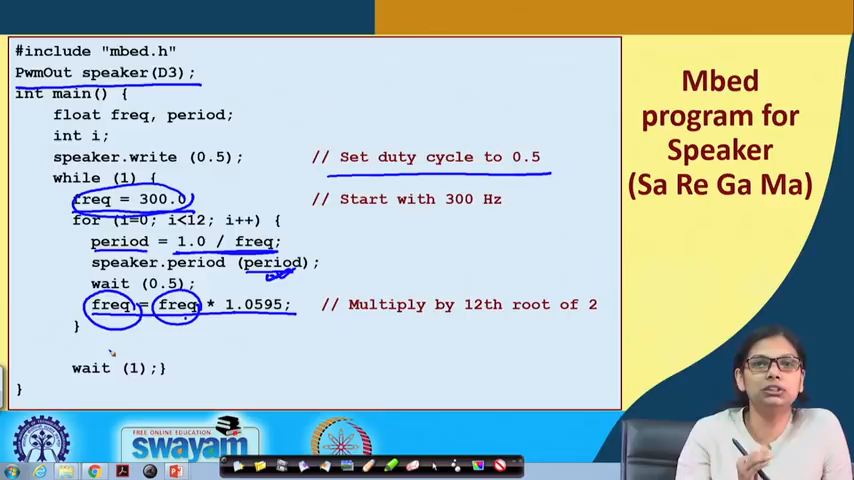 #include "mbed.h"
PwmOut speaker(D3);
int main() {
float freq, period;
int i;
speaker.write (0.5); // Set duty cycle to 0.5
while (1) {
freq = 300.0 // Start with 300 Hz
for (i=0; i<12; i++) {
period = 1.0 / freq;
speaker.period (period);
wait (0.5);
freq = freq * 1.0595; // Multiply by 12th root of 2
}
wait (1);}
}
Mbed
program for
Speaker
(Sa Re Ga Ma)
FREE ONLINE EDUCATION
swayam